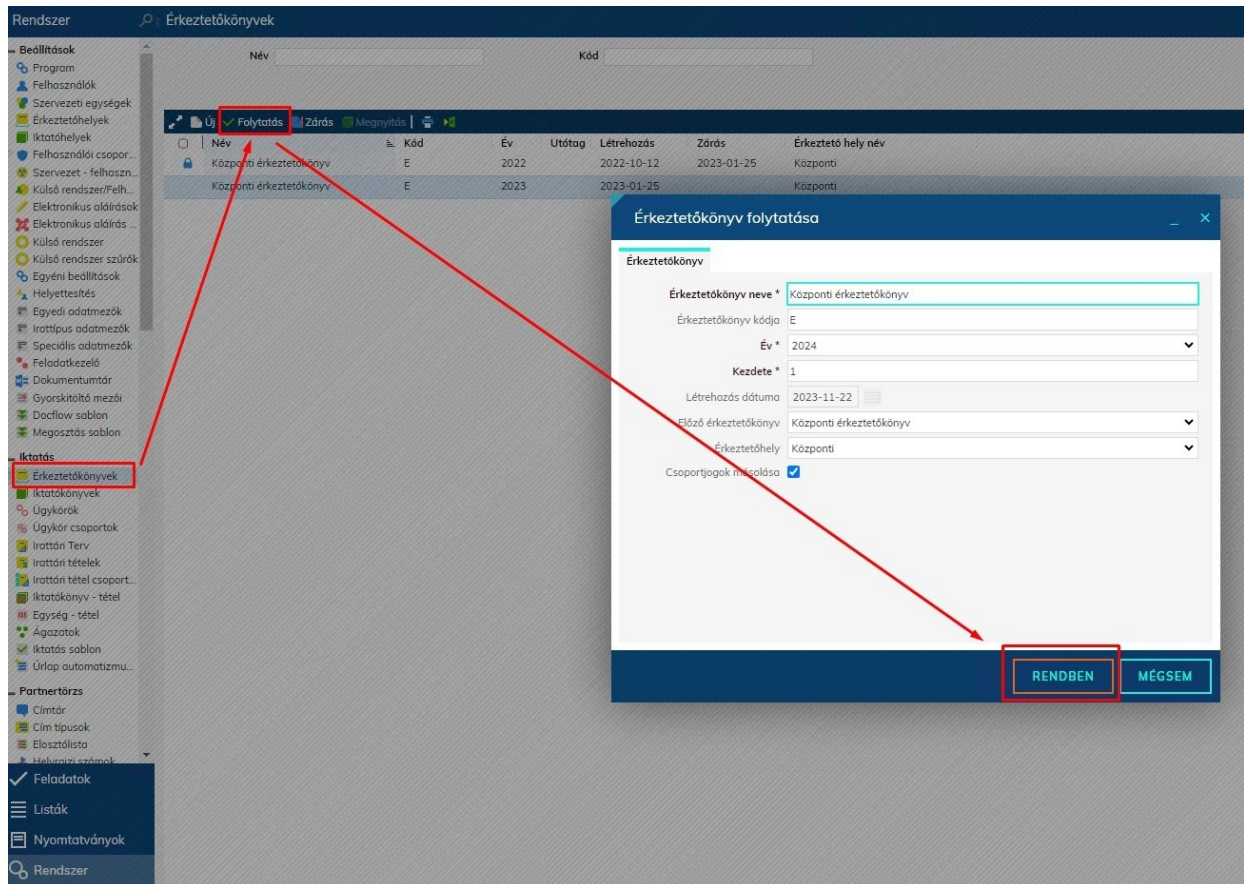 Rendszer
Érkeztetőkönyvek
Beállítások
Program
Felhasználók
Szervezeti egységek
Érkeztetőhelyek
Iktatóhelyek
Felhasználói csopor...
Szervezet - felhaszn...
Külső rendszer/Felh...
Elektronikus aláírások
Elektronikus aláírás ...
Külső rendszer
Külső rendszer szűrők
Egyéni beállítások
Helyettesítés
Egyedi adatmezők
Irattípus adatmezők
Speciális adatmezők
Feladatkezelő
Dokumentumtár
Gyorskitöltő mezői
Docflow sablon
Megosztás sablon
Iktatás
Érkeztetőkönyvek
Iktatókönyvek
Ügykörök
Ügykör csoportok
Irattári Terv
Irattári tételek
Irattári tétel csoport...
Iktatókönyv - tétel
Egység - tétel
Ágazatok
Iktatás sablon
Űrlap automatizmu...
Partnertörzs
Címtár
Cím típusok
Elosztólista
Helyrajzi számok
Feladatok
Listák
Nyomtatványok
Rendszer
Név Kód
Új Folytatás Zárás Megnyitás
Név Kód Év Utótag Létrehozás Zárás Érkeztető hely név
Központi érkeztetőkönyv E 2022 2022-10-12 2023-01-25 Központi
Központi érkeztetőkönyv E 2023 2023-01-25 Központi
Érkeztetőkönyv folytatása
Érkeztetőkönyv
Érkeztetőkönyv neve * Központi érkeztetőkönyv
Érkeztetőkönyv kódja E
Év * 2024
Kezdete * 1
Létrehozás dátuma 2023-11-22
Előző érkeztetőkönyv Központi érkeztetőkönyv
Érkeztetőhely Központi
Csoportjogok másolása
RENDBEN MÉGSEM